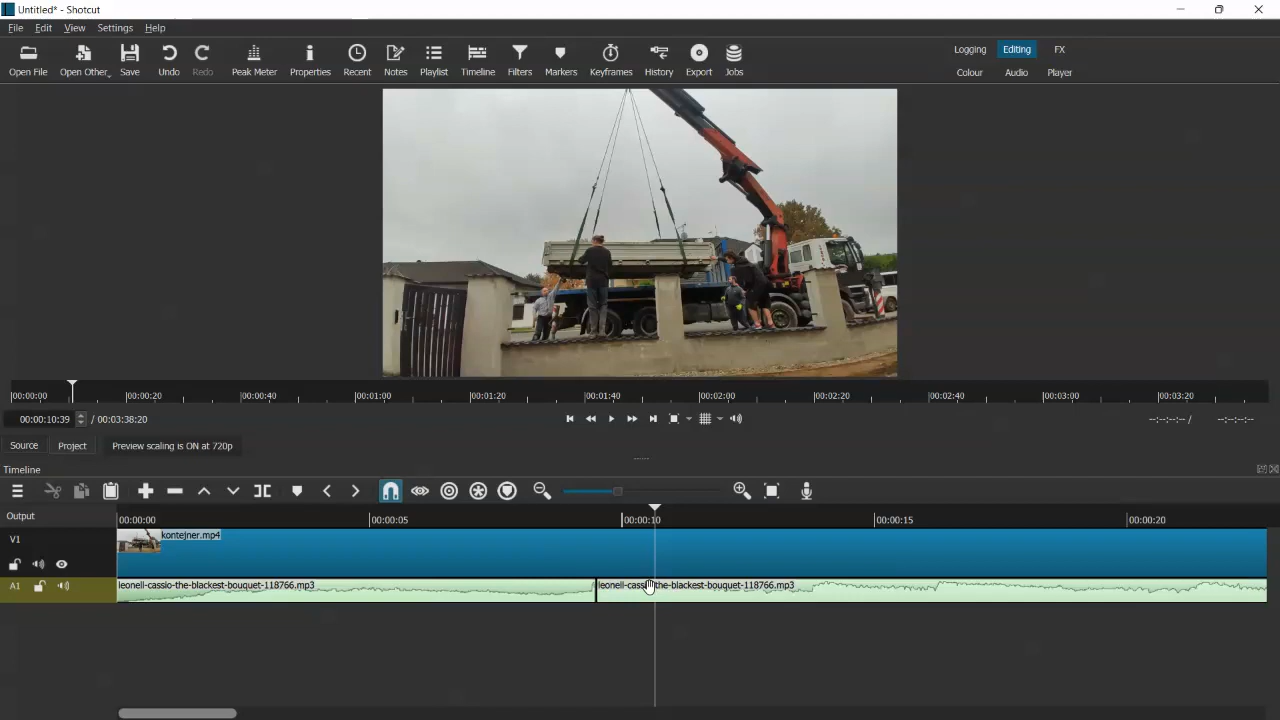 Untitled* - Shotcut
File Edit View Settings Help
Open File Open Other.. Save Undo Redo Peak Meter Properties Recent Notes Playlist Timeline Filters Markers Keyframes History Export Jobs
Logging Editing FX
Colour Audio Player
00:00:00 00:00:20 00:00:40 00:01:00 00:01:20 00:01:40 00:02:00 00:02:20 00:02:40 00:03:00 00:03:20
00:00:10:39 / 00:03:38:20 --:--:--:-- / --:--:--:--
Source Project Preview scaling is ON at 720p
Timeline
Output 00:00:00 00:00:05 00:00:10 00:00:15 00:00:20
V1 kontejner.mp4
A1 leonell-cassio-the-blackest-bouquet-118766.mp3 leonell-cassio-the-blackest-bouquet-118766.mp3